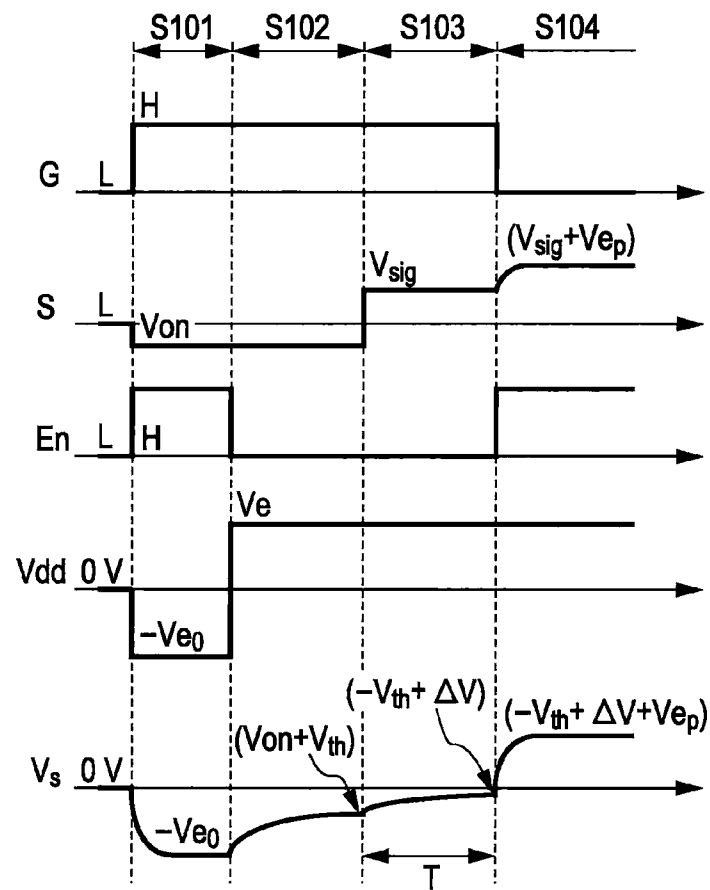 S101 S102 S103 S104
H
G L
(Vsig+Vep)
Vsig
S L
Von
En L H
Ve
Vdd 0 V
−Ve0
(−Vth+ ΔV)
(−Vth+ ΔV+Vep)
(Von+Vth)
Vs 0 V
−Ve0
T